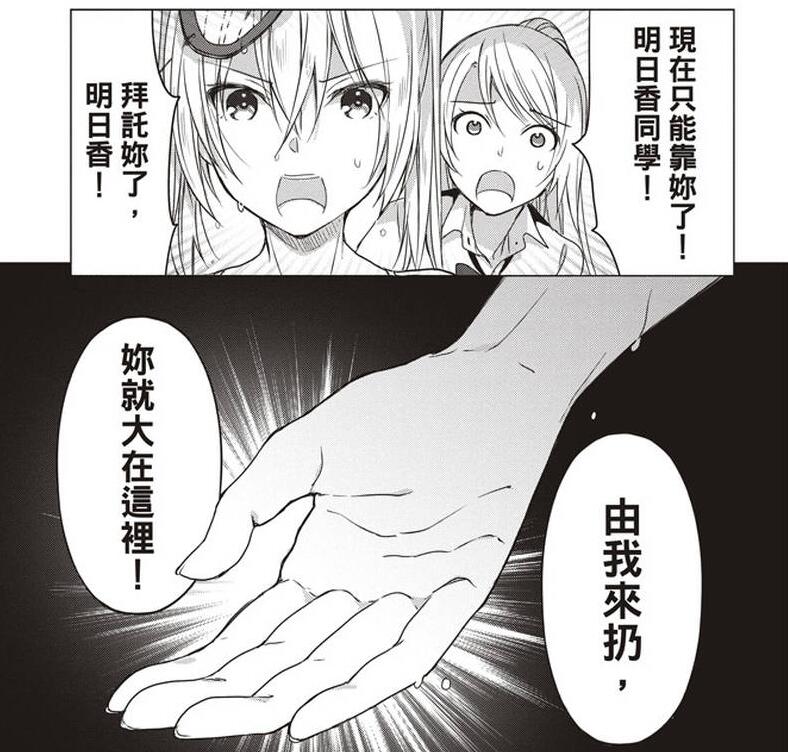 現在只能靠妳了！
明日香同學！
拜託妳了，
明日香！
由我來扔，
妳就大在這裡！